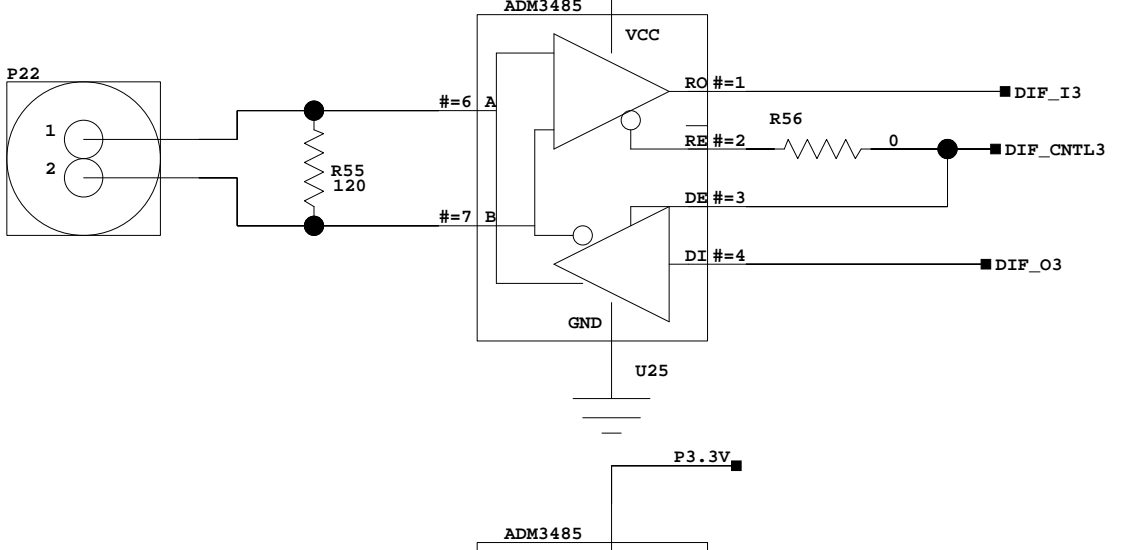 ADM3485
VCC
P22
RO #=1
DIF_I3
#=6 A
R56
1
RE #=2
0
DIF_CNTL3
2
R55
120
DE #=3
#=7 B
DI #=4
DIF_O3
GND
U25
P3.3V
ADM3485